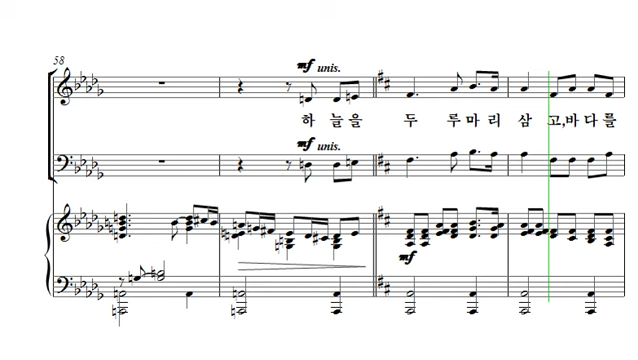 58
mf unis.
하 늘을 두 루마리 삼 고,바다를
mf unis.
mf